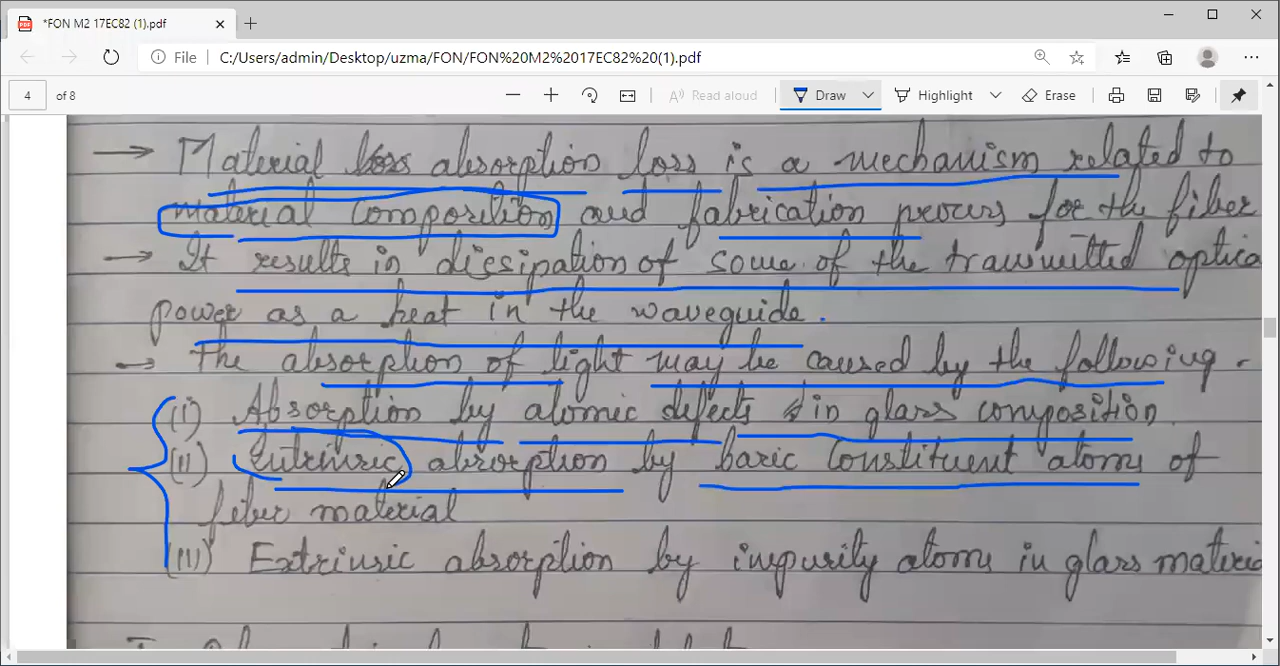 *FON M2 17EC82 (1).pdf
File | C:/Users/admin/Desktop/uzma/FON/FON%20M2%2017EC82%20(1).pdf
4 of 8 Read aloud Draw Highlight Erase
→ Material absorption loss is a mechanism related to
material composition and fabrication process for the fiber
→ It results in dissipation of some of the transmitted optica
power as a heat in the waveguide.
→ The absorption of light may be caused by the following.
(I) Absorption by atomic defects in glass composition.
(II) Intrinsic absorption by basic constituent atoms of
fiber material
(III) Extrinsic absorption by impurity atoms in glass materia